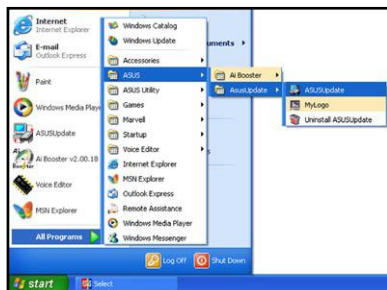 Internet
Internet Explorer
E-mail
Outlook Express
Paint
Windows Media Playe
ASUSUpdate
Ai Booster v2.00.18
Voice Editor
MSN Explorer
All Programs
uments
s
Windows Catalog
Windows Update
Accessories
ASUS
ASUS Utility
Games
Marvell
Startup
Voice Editor
Internet Explorer
MSN Explorer
Outlook Express
Remote Assistance
Windows Media Player
Windows Messenger
Ai Booster
AsusUpdate
ASUSUpdate
MyLogo
Uninstall ASUSUpdate
Log Off
Shut Down
start
Select